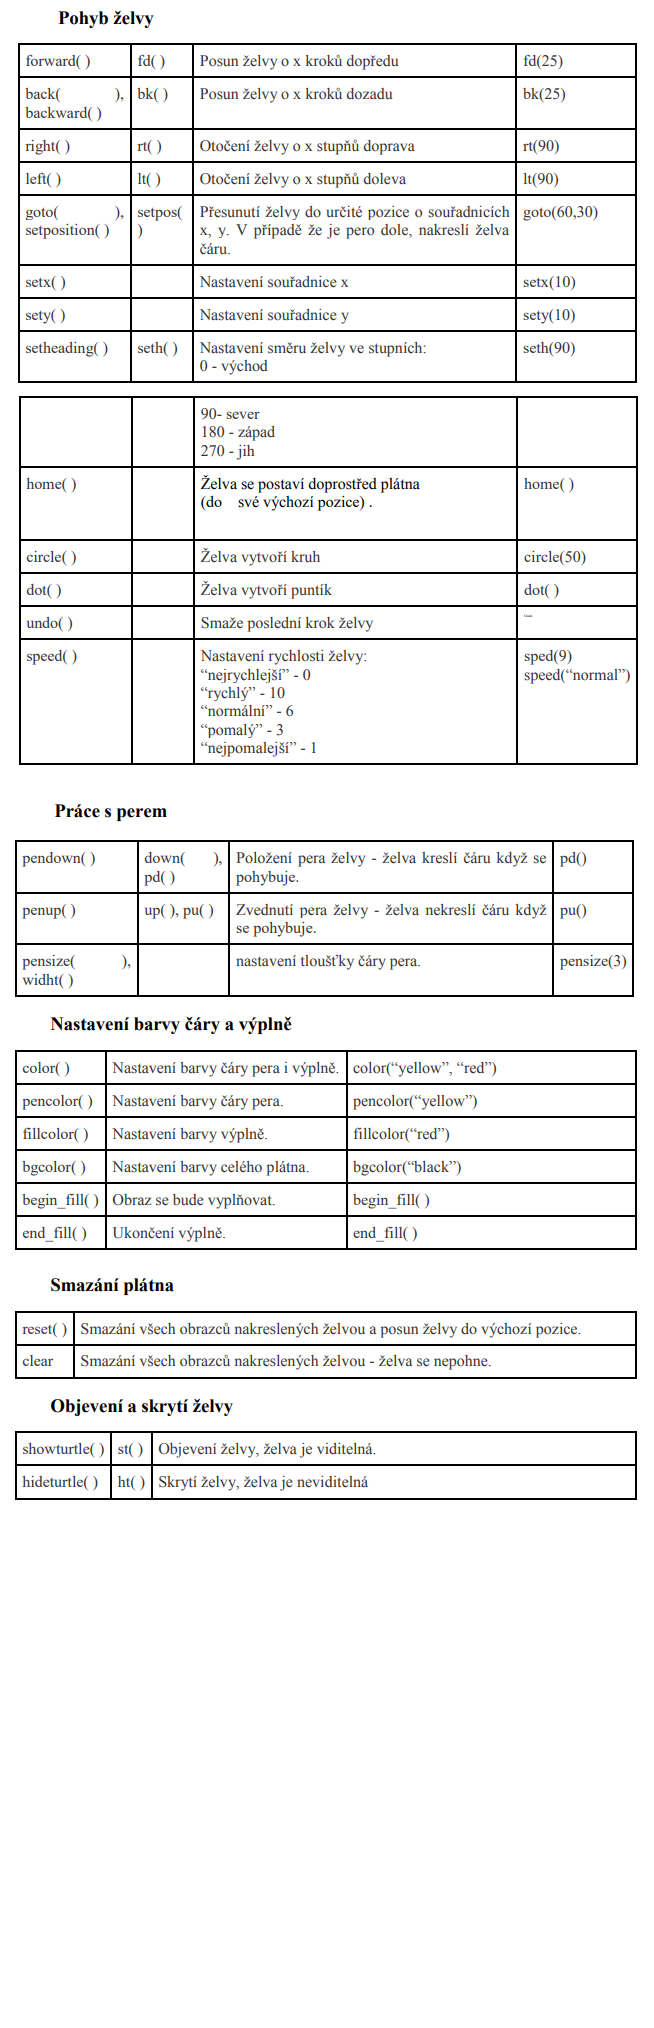 Pohyb želvy
forward( ) fd( ) Posun želvy o x kroků dopředu fd(25)
back( ), bk( ) Posun želvy o x kroků dozadu bk(25)
backward( )
right( ) rt( ) Otočení želvy o x stupňů doprava rt(90)
left( ) lt( ) Otočení želvy o x stupňů doleva lt(90)
goto( ), setpos( Přesunutí želvy do určité pozice o souřadnicích goto(60,30)
setposition( ) ) x, y. V případě že je pero dole, nakreslí želva
čáru.
setx( ) Nastavení souřadnice x setx(10)
sety( ) Nastavení souřadnice y sety(10)
setheading( ) seth( ) Nastavení směru želvy ve stupních: seth(90)
0 - východ
90- sever
180 - západ
270 - jih
home( ) Želva se postaví doprostřed plátna home( )
(do své výchozí pozice) .
circle( ) Želva vytvoří kruh circle(50)
dot( ) Želva vytvoří puntík dot( )
undo( ) Smaže poslední krok želvy
speed( ) Nastavení rychlosti želvy: sped(9)
“nejrychlejší” - 0 speed(“normal”)
“rychlý” - 10
“normální” - 6
“pomalý” - 3
“nejpomalejší” - 1
Práce s perem
pendown( ) down( ), Položení pera želvy - želva kreslí čáru když se pd()
pd( ) pohybuje.
penup( ) up( ), pu( ) Zvednutí pera želvy - želva nekreslí čáru když pu()
se pohybuje.
pensize( ), nastavení tloušťky čáry pera. pensize(3)
widht( )
Nastavení barvy čáry a výplně
color( ) Nastavení barvy čáry pera i výplně. color(“yellow”, “red”)
pencolor( ) Nastavení barvy čáry pera. pencolor(“yellow”)
fillcolor( ) Nastavení barvy výplně. fillcolor(“red”)
bgcolor( ) Nastavení barvy celého plátna. bgcolor(“black”)
begin_fill( ) Obraz se bude vyplňovat. begin_fill( )
end_fill( ) Ukončení výplně. end_fill( )
Smazání plátna
reset( ) Smazání všech obrazců nakreslených želvou a posun želvy do výchozí pozice.
clear Smazání všech obrazců nakreslených želvou - želva se nepohne.
Objevení a skrytí želvy
showturtle( ) st( ) Objevení želvy, želva je viditelná.
hideturtle( ) ht( ) Skrytí želvy, želva je neviditelná